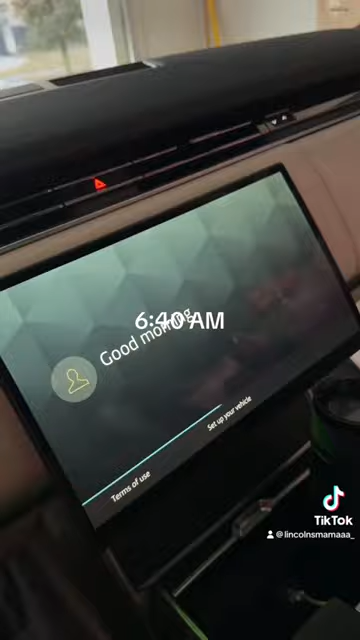 6:40 AM
Good morning
Set up your vehicle
Terms of use
TikTok
@lincolnsmamaaa_